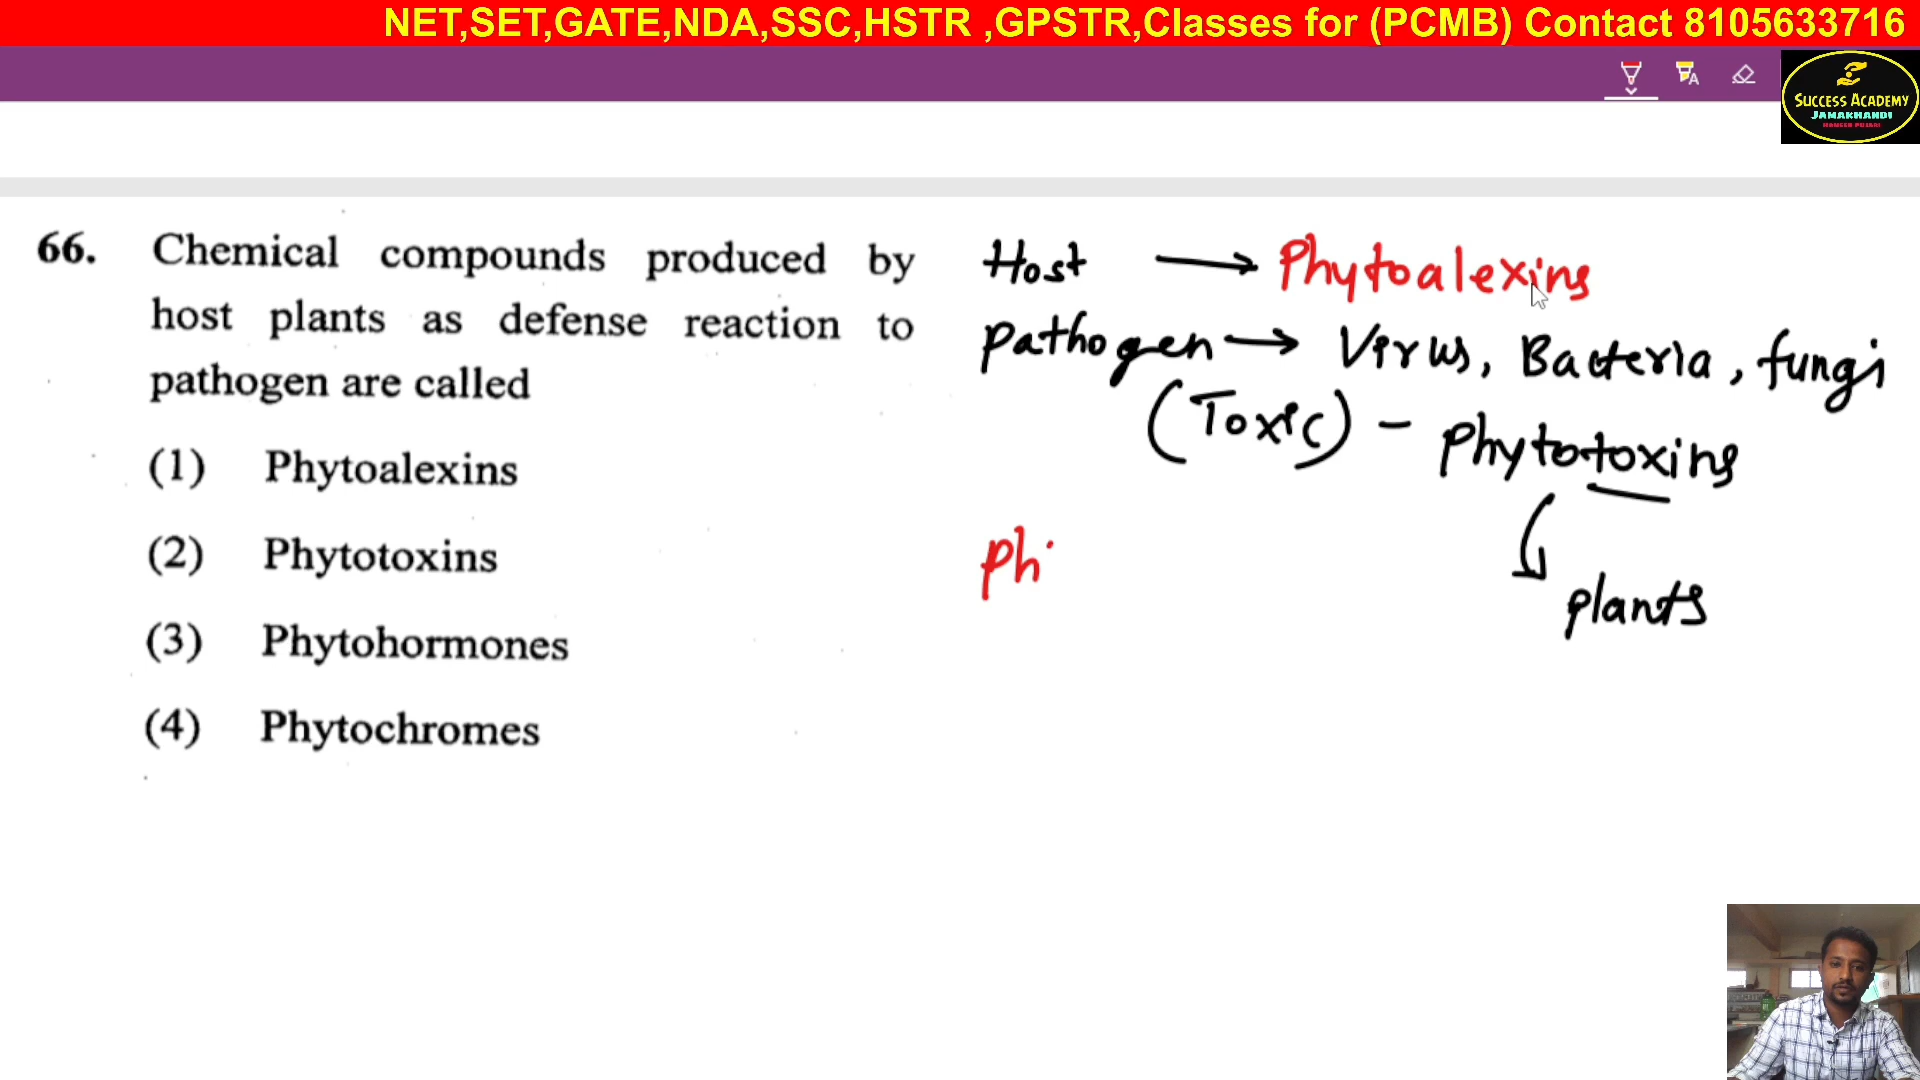 NET,SET,GATE,NDA,SSC,HSTR ,GPSTR,Classes for (PCMB) Contact 8105633716
SUCCESS ACADEMY
JAMAKHANDI
66. Chemical compounds produced by
host plants as defense reaction to
pathogen are called
(1) Phytoalexins
(2) Phytotoxins
(3) Phytohormones
(4) Phytochromes
Host → Phytoalexins
Pathogen → Virus, Bacteria, fungi
(Toxic) - Phytotoxins
plants
Ph